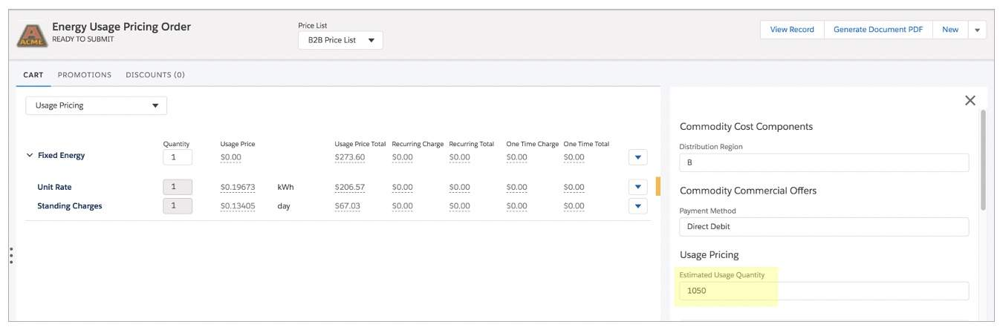 ACME
Energy Usage Pricing Order
READY TO SUBMIT
Price List
B2B Price List
View Record Generate Document PDF New
CART PROMOTIONS DISCOUNTS (0)
Usage Pricing
Quantity Usage Price Usage Price Total Recurring Charge Recurring Total One Time Charge One Time Total
Fixed Energy 1 $0.00 $273.60 $0.00 $0.00 $0.00 $0.00
Unit Rate 1 $0.19673 kWh $206.57 $0.00 $0.00 $0.00 $0.00
Standing Charges 1 $0.13405 day $67.03 $0.00 $0.00 $0.00 $0.00
Commodity Cost Components
Distribution Region
B
Commodity Commercial Offers
Payment Method
Direct Debit
Usage Pricing
Estimated Usage Quantity
1050